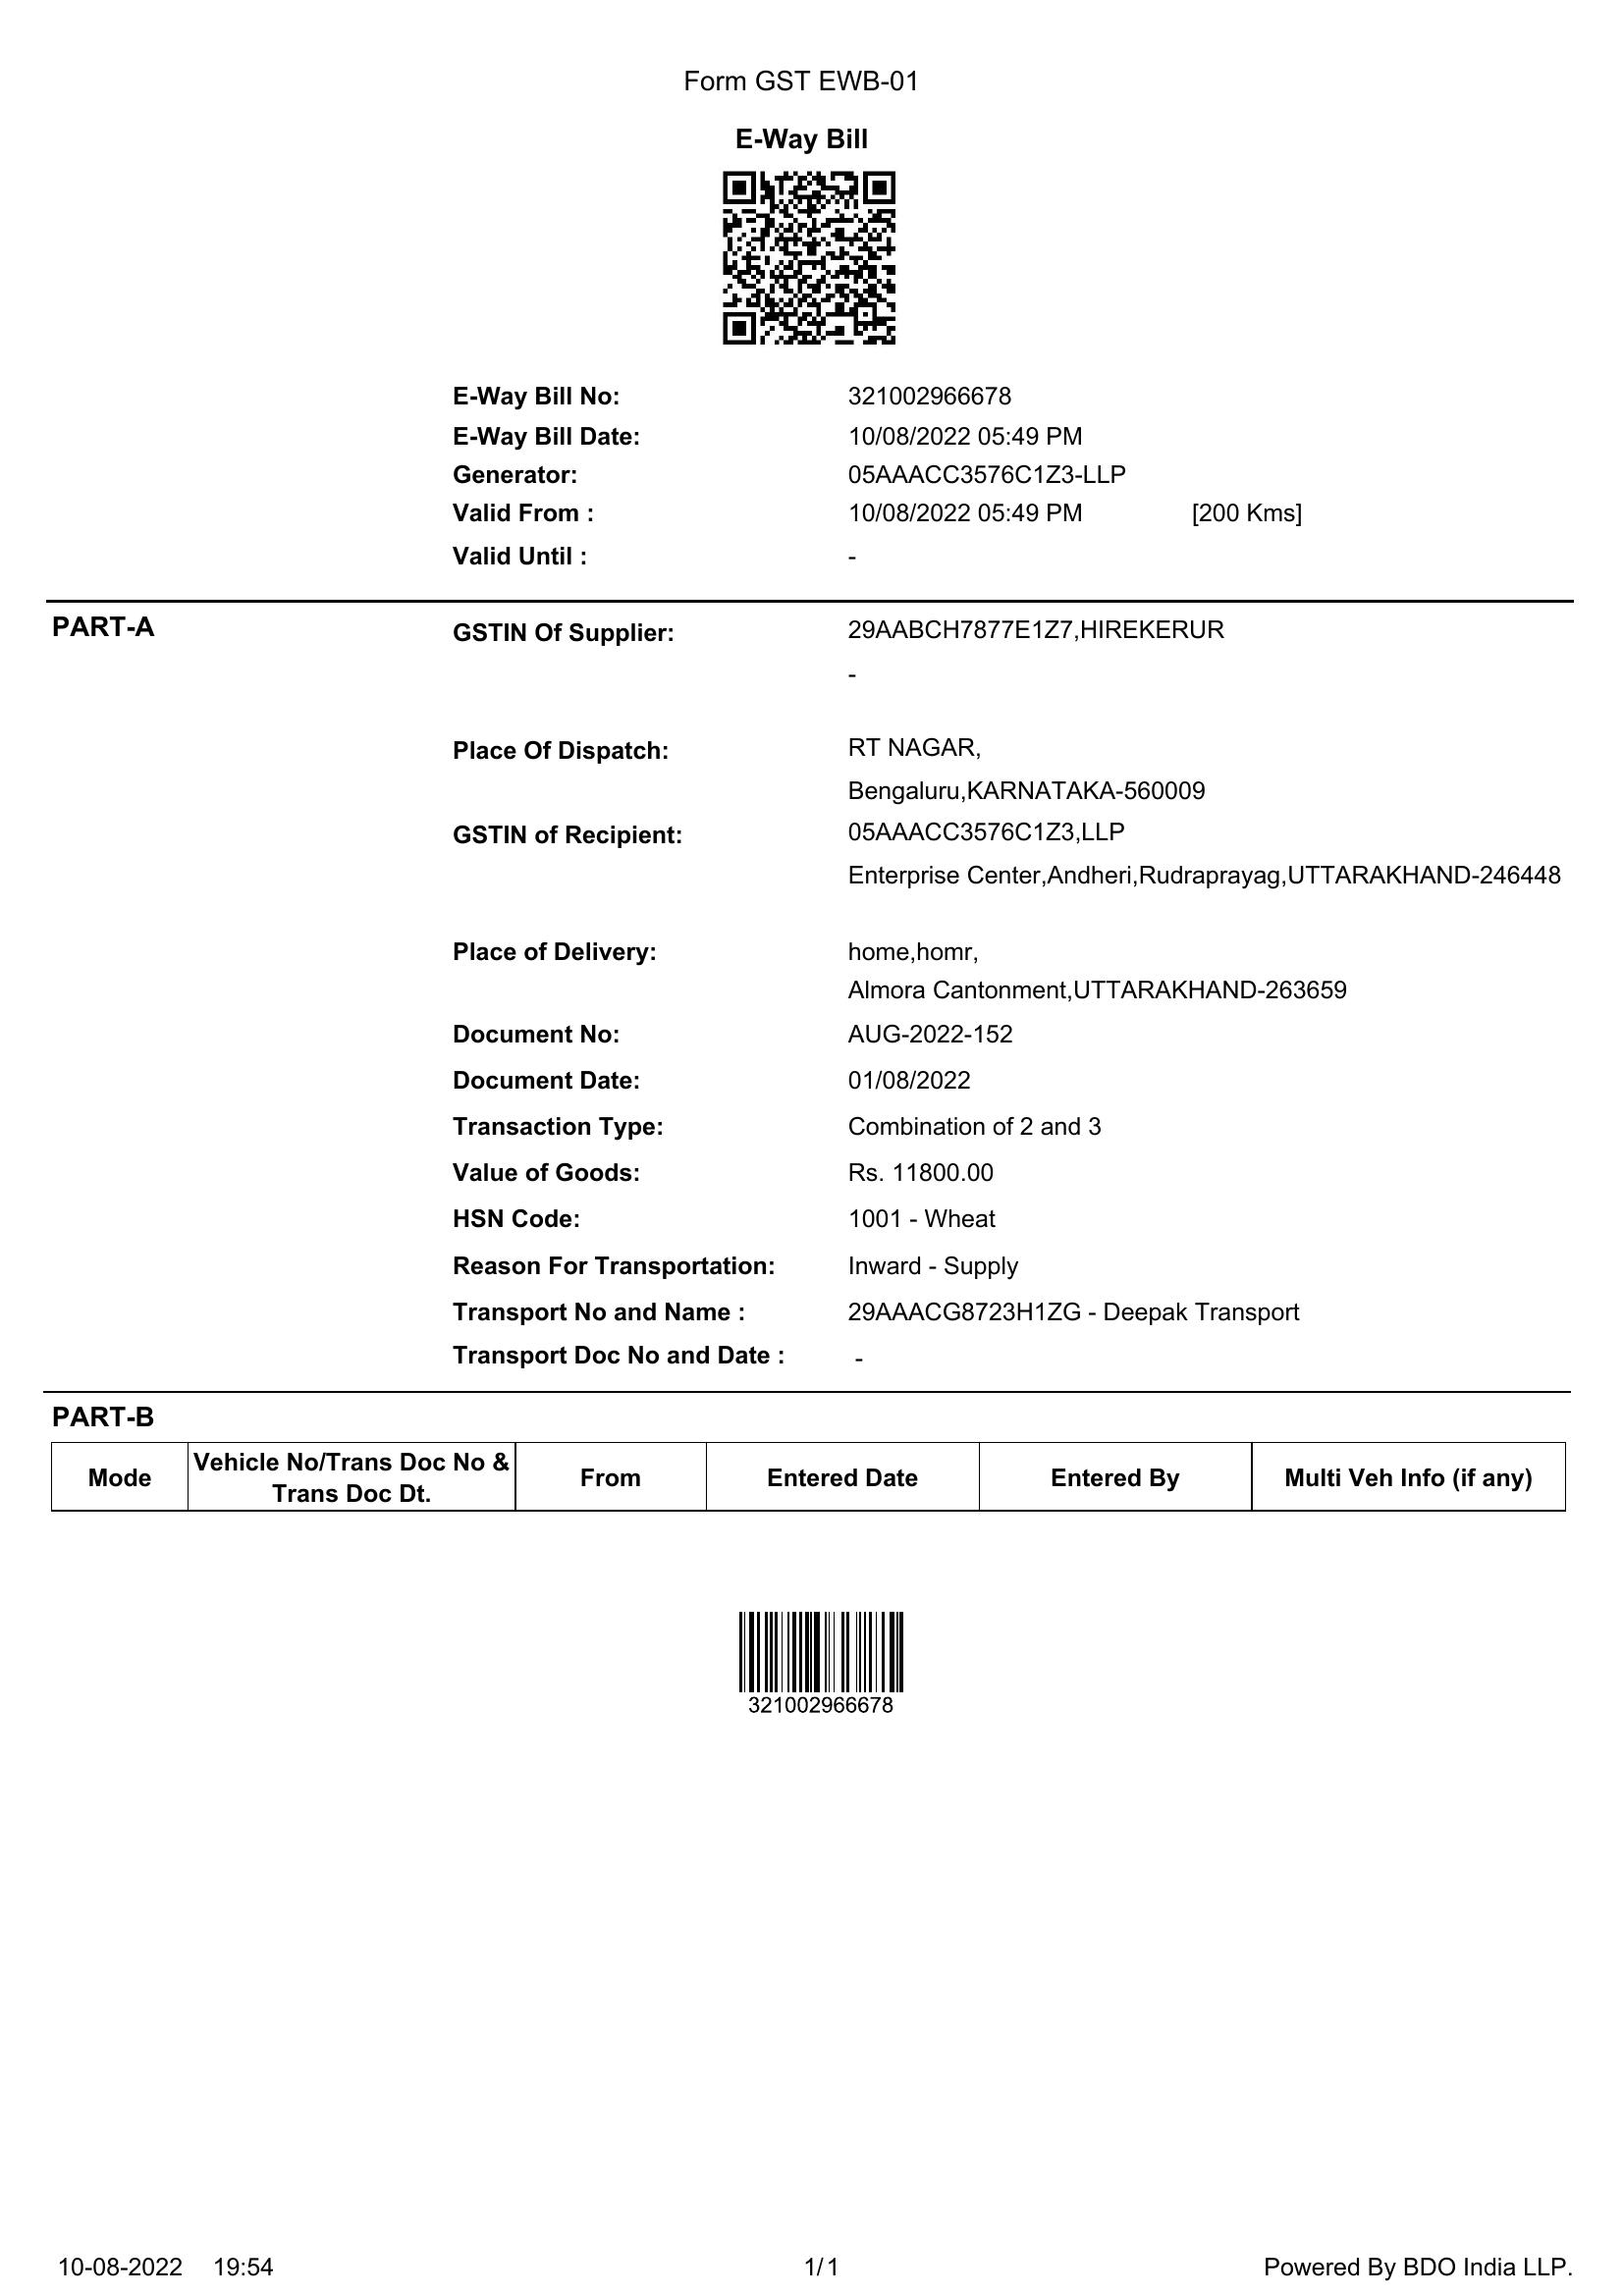 Form GST EWB-01
E-Way Bill
E-Way Bill No: 321002966678
E-Way Bill Date: 10/08/2022 05:49 PM
Generator: 05AAACC3576C1Z3-LLP
Valid From : 10/08/2022 05:49 PM [200 Kms]
Valid Until : -
PART-A
GSTIN Of Supplier: 29AABCH7877E1Z7,HIREKERUR
-
Place Of Dispatch: RT NAGAR,
Bengaluru,KARNATAKA-560009
GSTIN of Recipient: 05AAACC3576C1Z3,LLP
Enterprise Center,Andheri,Rudraprayag,UTTARAKHAND-246448
Place of Delivery: home,homr,
Almora Cantonment,UTTARAKHAND-263659
Document No: AUG-2022-152
Document Date: 01/08/2022
Transaction Type: Combination of 2 and 3
Value of Goods: Rs. 11800.00
HSN Code: 1001 - Wheat
Reason For Transportation: Inward - Supply
Transport No and Name : 29AAACG8723H1ZG - Deepak Transport
Transport Doc No and Date : -
PART-B
Mode Vehicle No/Trans Doc No & Trans Doc Dt. From Entered Date Entered By Multi Veh Info (if any)
321002966678
10-08-2022 19:54 1/1 Powered By BDO India LLP.